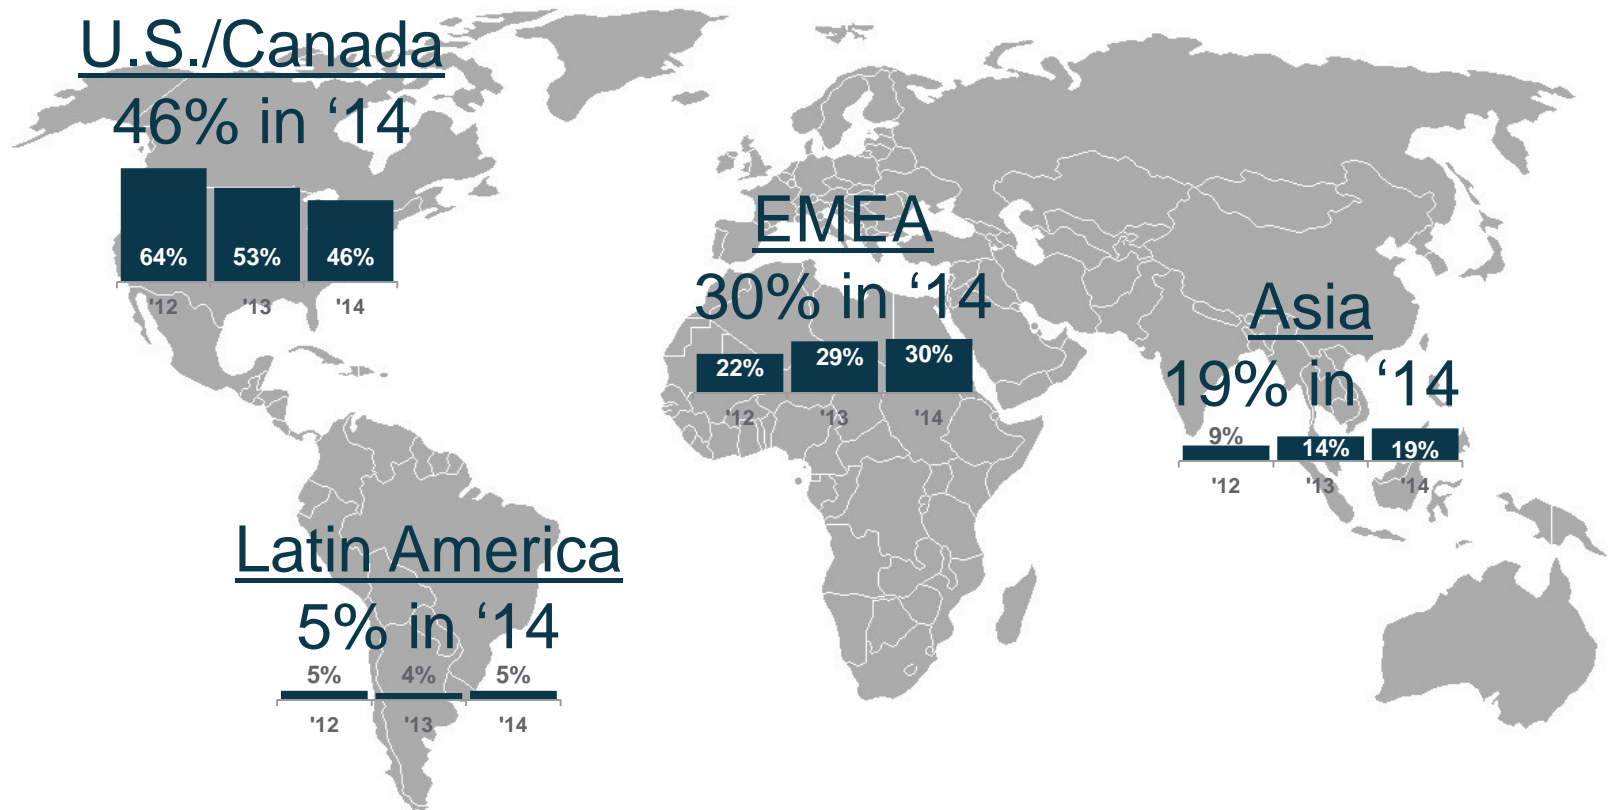 U.S./Canada
46% in ‘14
64% 53% 46%
'12 '13 '14
EMEA
30% in ‘14
22% 29% 30%
'12 '13 '14
Asia
19% in ‘14
9% 14% 19%
'12 '13 '14
Latin America
5% in ‘14
5% 4% 5%
'12 '13 '14